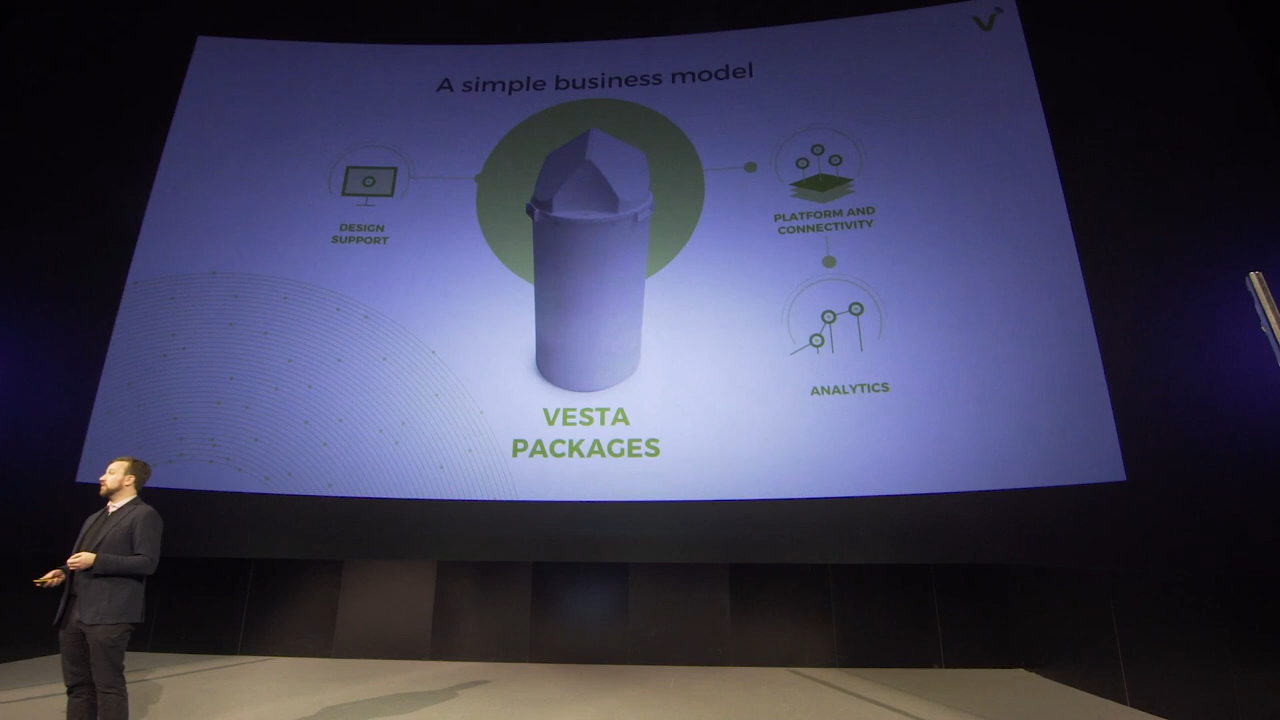 A simple business model
DESIGN
SUPPORT
PLATFORM AND
CONNECTIVITY
ANALYTICS
VESTA
PACKAGES